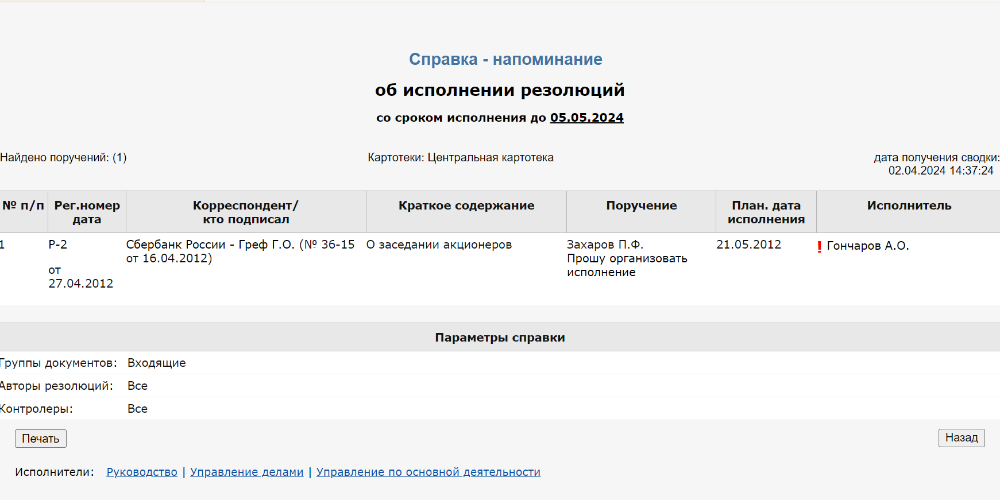 Справка - напоминание
об исполнении резолюций
со сроком исполнения до 05.05.2024
Найдено поручений: (1)
Картотеки: Центральная картотека
дата получения сводки:
02.04.2024 14:37:24
№ п/п
Рег.номер
дата
Корреспондент/
кто подписал
Краткое содержание
Поручение
План. дата
исполнения
Исполнитель
1
Р-2
от
27.04.2012
Сбербанк России - Греф Г.О. (№ 36-15
от 16.04.2012)
О заседании акционеров
Захаров П.Ф.
Прошу организовать
исполнение
21.05.2012
! Гончаров А.О.
Параметры справки
Группы документов: Входящие
Авторы резолюций: Все
Контролеры: Все
Печать
Назад
Исполнители: Руководство | Управление делами | Управление по основной деятельности